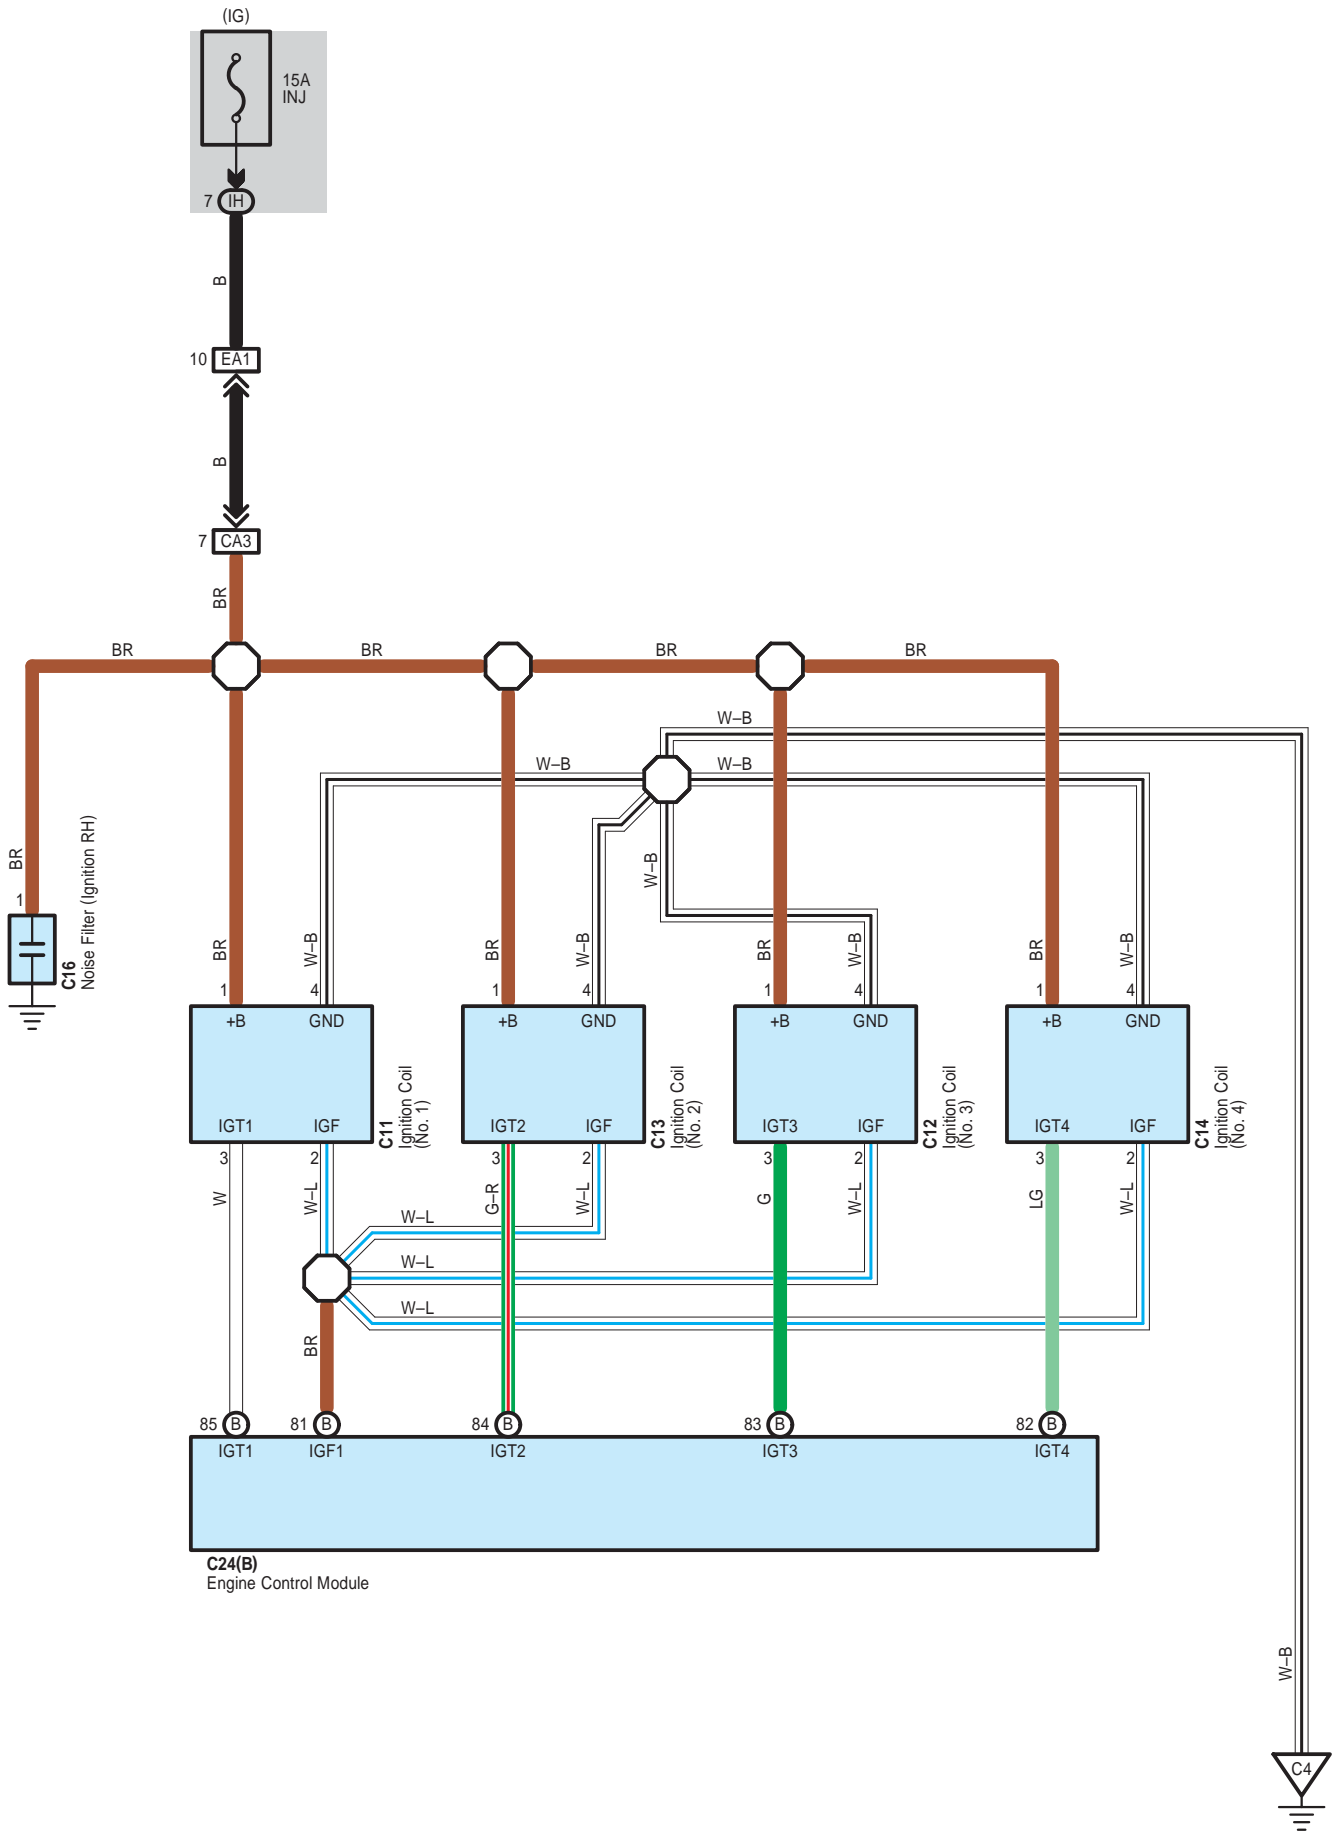 (IG)
15A
INJ
7 IH
B
10 EA1
B
7 CA3
BR
BR BR BR BR
W–B
W–B W–B
W–B
BR
1
C16
Noise Filter (Ignition RH)
BR W–B BR W–B BR W–B BR W–B
1 4 1 4 1 4 1 4
+B GND +B GND +B GND +B GND
IGT1 IGF IGT2 IGF IGT3 IGF IGT4 IGF
C11
Ignition Coil
(No. 1)
C13
Ignition Coil
(No. 2)
C12
Ignition Coil
(No. 3)
C14
Ignition Coil
(No. 4)
3 2 3 2 3 2 3 2
W W–L G–R W–L G W–L LG W–L
W–L
W–L
W–L
BR
85 B 81 B 84 B 83 B 82 B
IGT1 IGF1 IGT2 IGT3 IGT4
C24(B)
Engine Control Module
W–B
C4